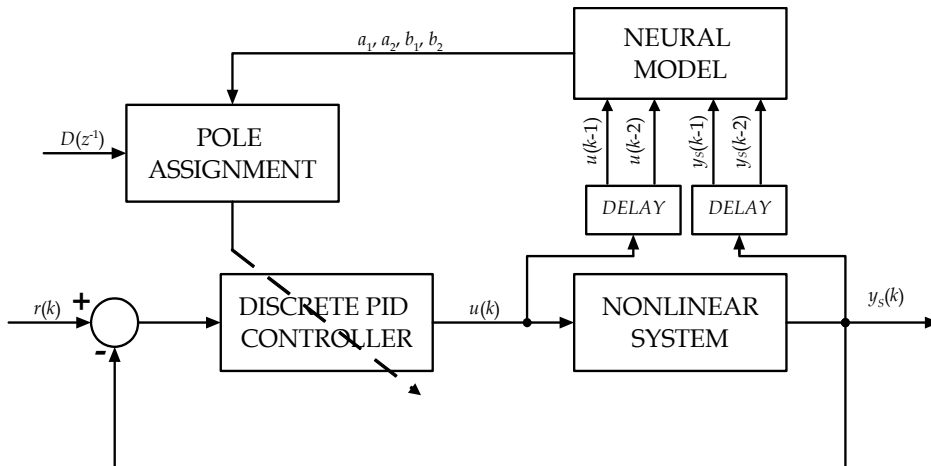 a₁, a₂, b₁, b₂
NEURAL
MODEL
D(z⁻¹)
POLE
ASSIGNMENT
u(k-1)
u(k-2)
yₛ(k-1)
yₛ(k-2)
DELAY
DELAY
r(k)
+
-
DISCRETE PID
CONTROLLER
u(k)
NONLINEAR
SYSTEM
yₛ(k)